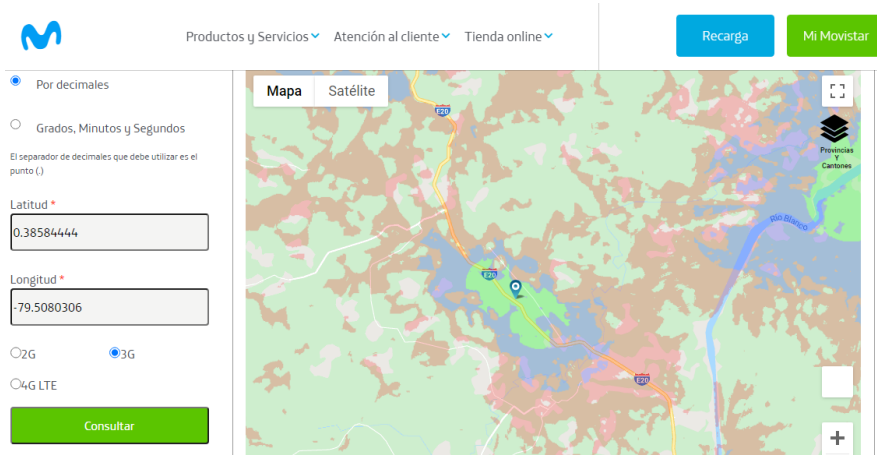 Productos y Servicios Atención al cliente Tienda online Recarga Mi Movistar
Por decimales
Grados, Minutos y Segundos
El separador de decimales que debe utilizar es el
punto (.)
Latitud *
0.38584444
Longitud *
-79.5080306
2G 3G
4G LTE
Consultar
Mapa Satélite
E20
Provincias
Y
Cantones
Río Blanco
E20
E20
+